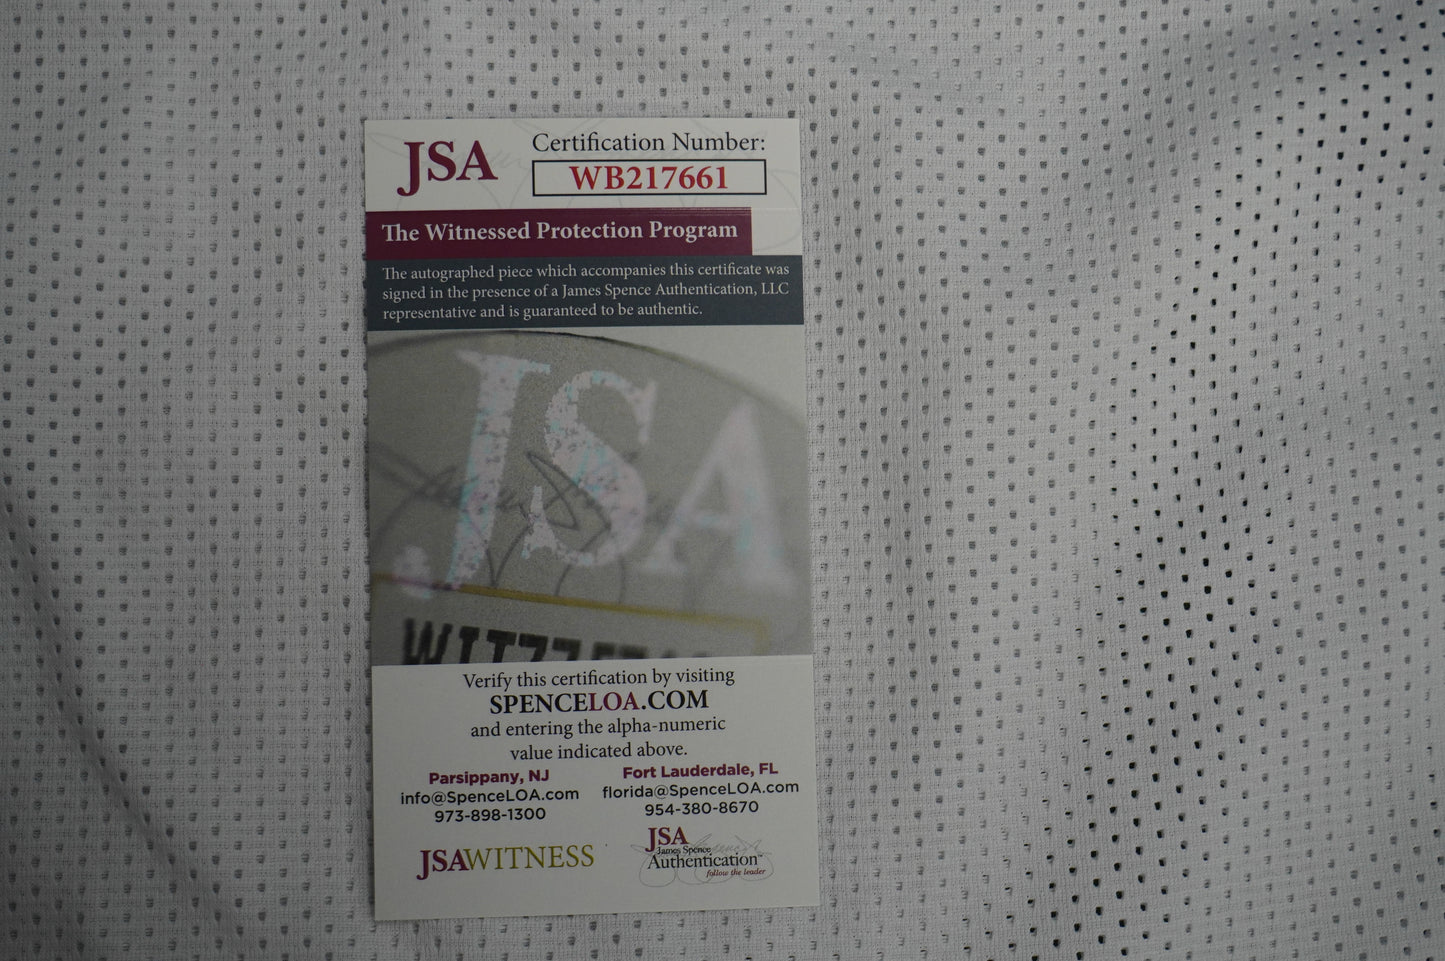 JSA
Certification Number:
WB217661
The Witnessed Protection Program
The autographed piece which accompanies this certificate was
signed in the presence of a James Spence Authentication, LLC
representative and is guaranteed to be authentic.
JSA
Verify this certification by visiting
SPENCELOA.COM
and entering the alpha-numeric
value indicated above.
Parsippany, NJ
info@SpenceLOA.com
973-898-1300
Fort Lauderdale, FL
florida@SpenceLOA.com
954-380-8670
JSAWITNESS
JSA
James Spence
Authentication™
follow the leader